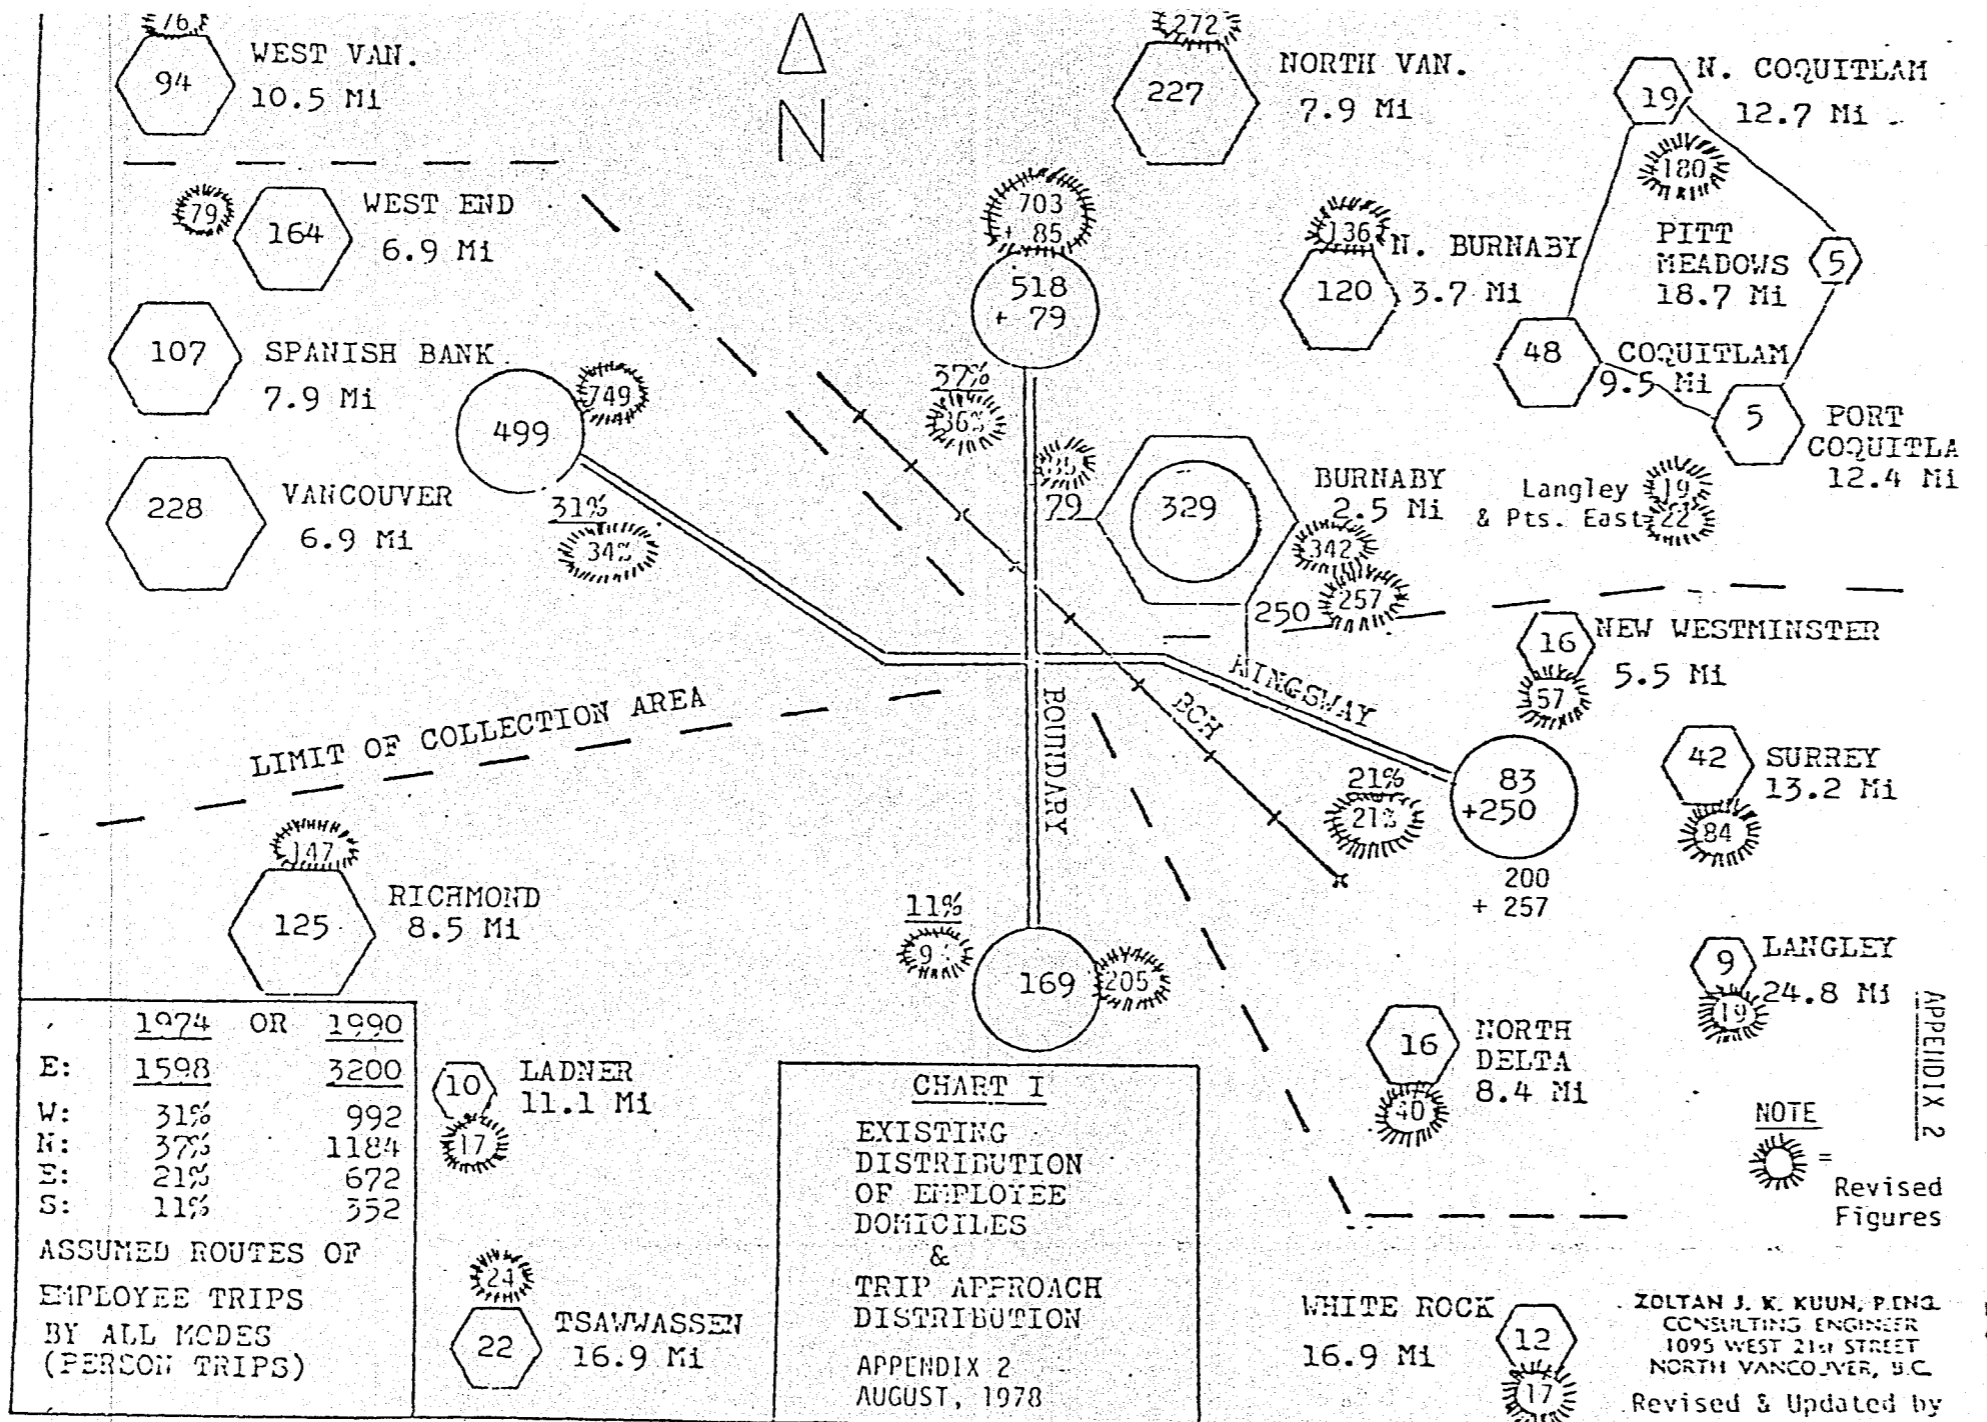 76
94
WEST VAN.
10.5 Mi
N
272
227
NORTH VAN.
7.9 Mi
19
N. COQUITLAM
12.7 Mi
180
79
164
WEST END
6.9 Mi
703
+ 85
518
+ 79
136
120
N. BURNABY
3.7 Mi
PITT
MEADOWS
18.7 Mi
5
107
SPANISH BANK
7.9 Mi
48
COQUITLAM
9.5 Mi
5
PORT
COQUITLA
12.4 Mi
499
749
37%
36%
228
VANCOUVER
6.9 Mi
31%
34%
85
79
329
BURNABY
2.5 Mi
342
250
257
Langley 19
& Pts. East 22
16
NEW WESTMINSTER
5.5 Mi
57
KINGSWAY
BCH
BOUNDARY
LIMIT OF COLLECTION AREA
42
SURREY
13.2 Mi
84
21%
21%
83
+250
200
+ 257
147
125
RICHMOND
8.5 Mi
11%
169
205
9
LANGLEY
24.8 Mi
19
16
NORTH
DELTA
8.4 Mi
40
APPENDIX 2
NOTE
=
Revised
Figures
1974 OR 1990
E: 1598 3200
W: 31% 992
N: 37% 1184
E: 21% 672
S: 11% 352
ASSUMED ROUTES OF
EMPLOYEE TRIPS
BY ALL MODES
(PERSON TRIPS)
10
LADNER
11.1 Mi
17
24
22
TSAWWASSEN
16.9 Mi
CHART I
EXISTING
DISTRIBUTION
OF EMPLOYEE
DOMICILES
&
TRIP APPROACH
DISTRIBUTION
APPENDIX 2
AUGUST, 1978
WHITE ROCK
16.9 Mi
12
17
ZOLTAN J. K. KUUN, P.ENG.
CONSULTING ENGINEER
1095 WEST 21st STREET
NORTH VANCOUVER, B.C.
Revised & Updated by